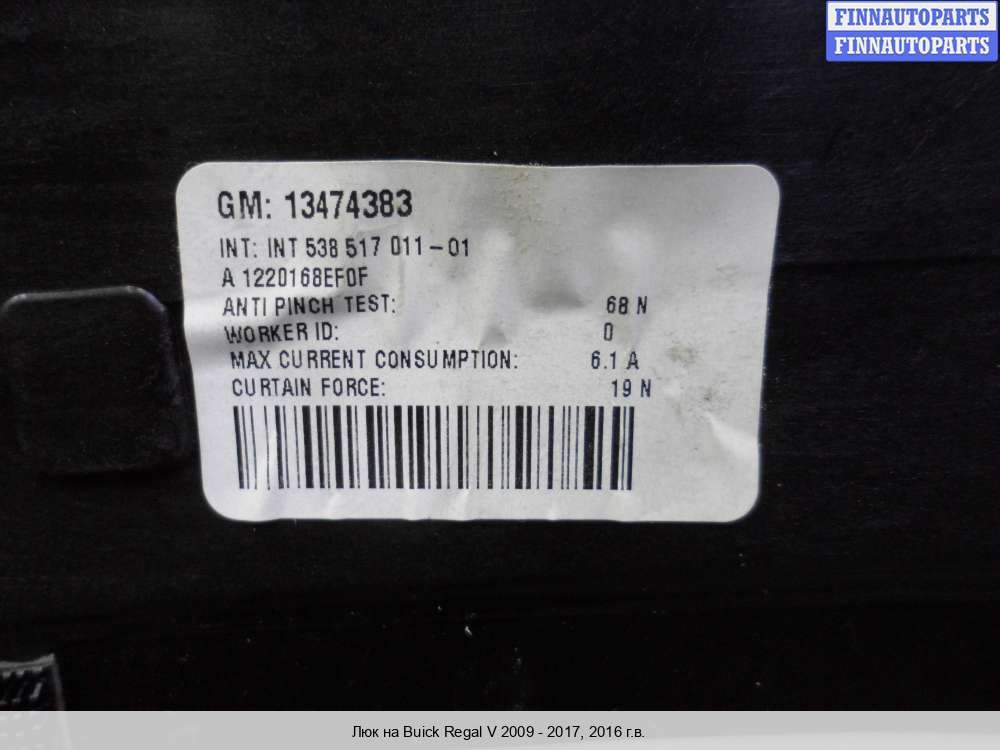 FINNAUTOPARTS
FINNAUTOPARTS
GM: 13474383
INT: INT 538 517 011-01
A 1220168EF0F
ANTI PINCH TEST: 68 N
WORKER ID: 0
MAX CURRENT CONSUMPTION: 6.1 A
CURTAIN FORCE: 19 N
Люк на Buick Regal V 2009 - 2017, 2016 г.в.